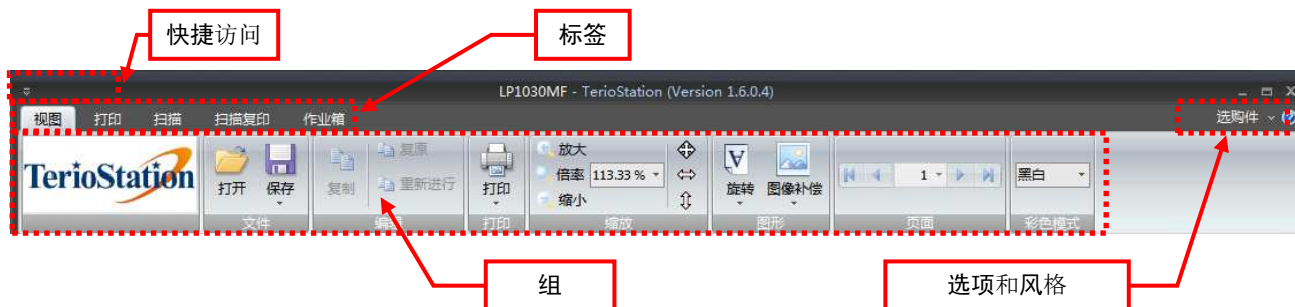 快捷访问
标签
LP1030MF - TerioStation (Version 1.6.0.4)
视图 打印 扫描 扫描复印 作业箱 选购件
TerioStation
打开 保存
文件
复制 复原
重新进行
编辑
打印
打印
放大
倍率 113.33 %
缩小
缩放
旋转 图像补偿
图形
1
页面
黑白
彩色模式
组
选项和风格